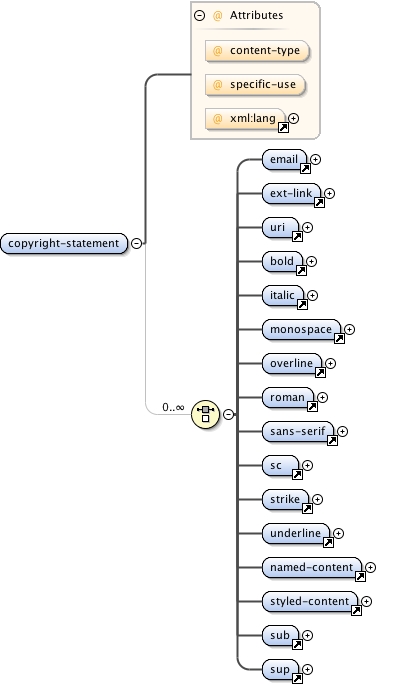 Attributes
@ content-type
@ specific-use
@ xml:lang
email
ext-link
uri
copyright-statement
bold
italic
monospace
overline
roman
0..∞
sans-serif
sc
strike
underline
named-content
styled-content
sub
sup